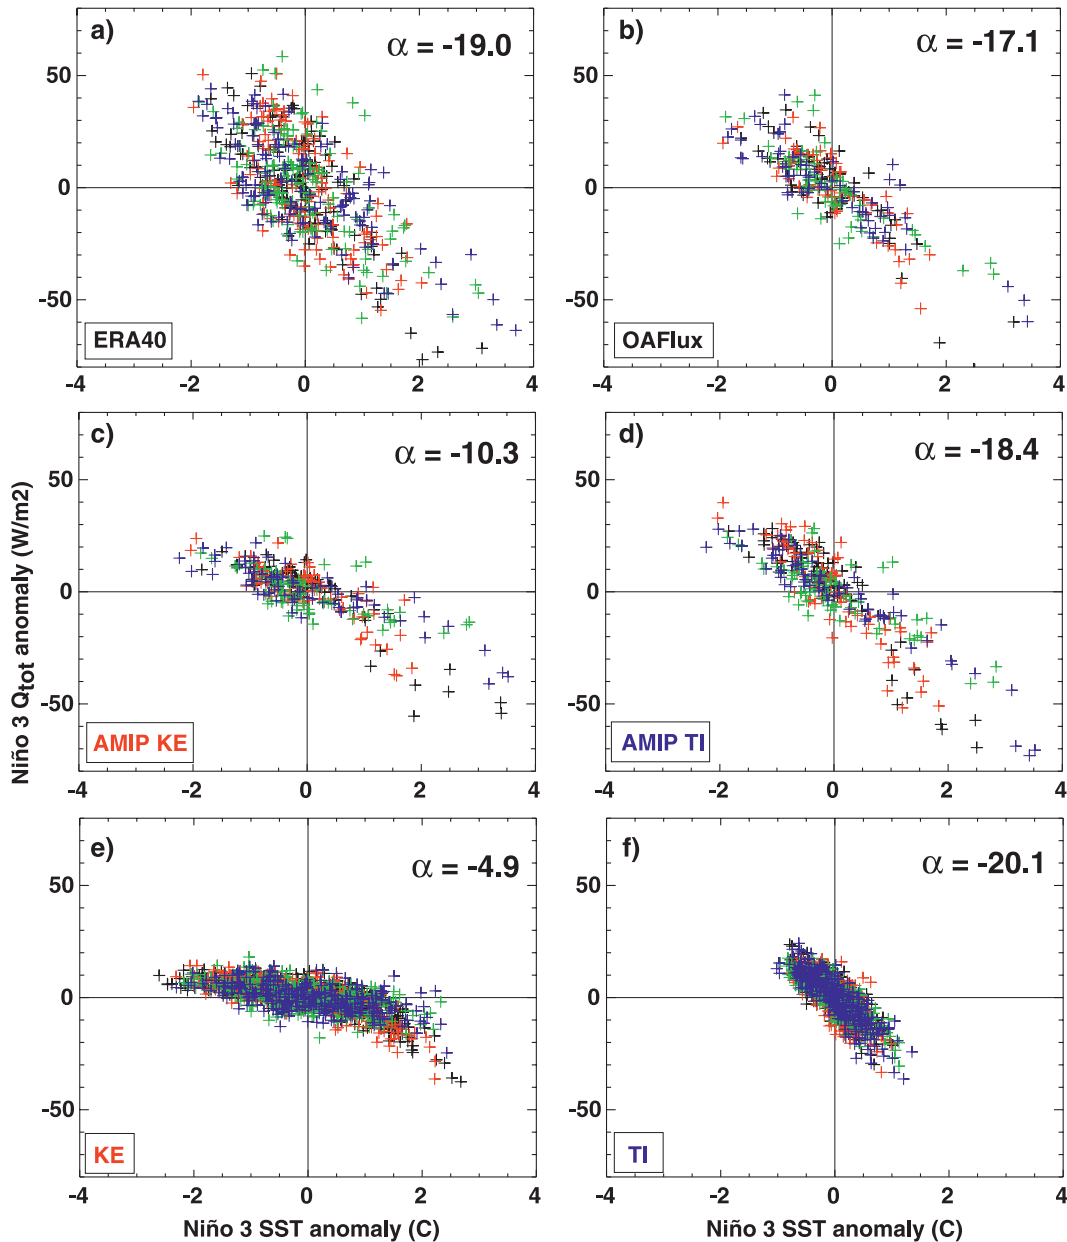 a)
α = -19.0
50
0
-50
ERA40
-4
-2
0
2
4
b)
α = -17.1
50
0
-50
OAFlux
-4
-2
0
2
4
c)
α = -10.3
50
0
-50
AMIP KE
-4
-2
0
2
4
d)
α = -18.4
50
0
-50
AMIP TI
-4
-2
0
2
4
Niño 3 Qtot anomaly (W/m2)
e)
α = -4.9
50
0
-50
KE
-4
-2
0
2
4
Niño 3 SST anomaly (C)
f)
α = -20.1
50
0
-50
TI
-4
-2
0
2
4
Niño 3 SST anomaly (C)